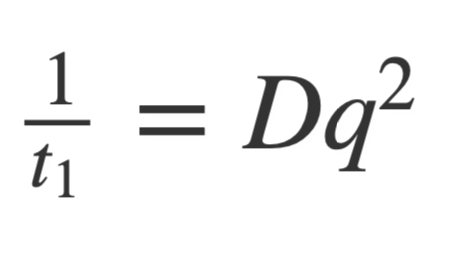 1/t₁ = Dq²